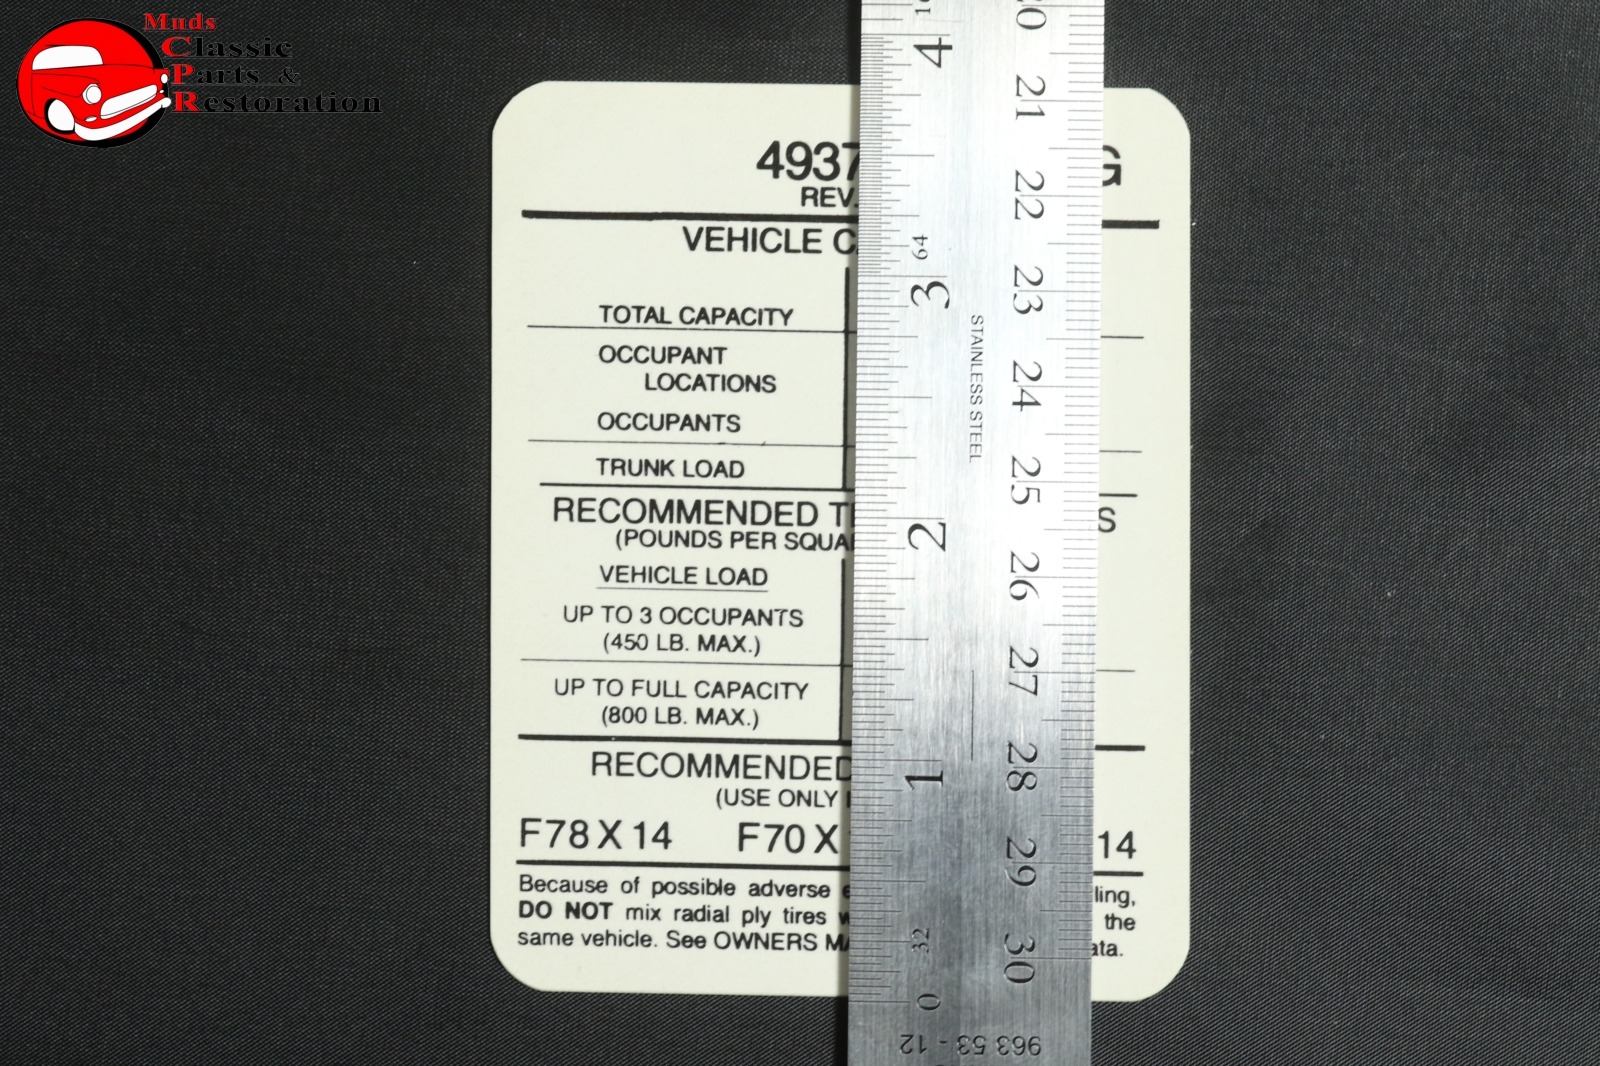 Muds
Classic
Parts &
Restoration
4937 G
REV.
VEHICLE C
TOTAL CAPACITY
OCCUPANT
LOCATIONS
OCCUPANTS
TRUNK LOAD
RECOMMENDED TI S
(POUNDS PER SQUA
VEHICLE LOAD
UP TO 3 OCCUPANTS
(450 LB. MAX.)
UP TO FULL CAPACITY
(800 LB. MAX.)
RECOMMENDED
(USE ONLY
F78 X 14 F70 X 14
Because of possible adverse e ling,
DO NOT mix radial ply tires w the
same vehicle. See OWNERS MA ata.
4
64
3
2
1
32
0
STAINLESS STEEL
20
21
22
23
24
25
26
27
28
29
30
963 53 - 12